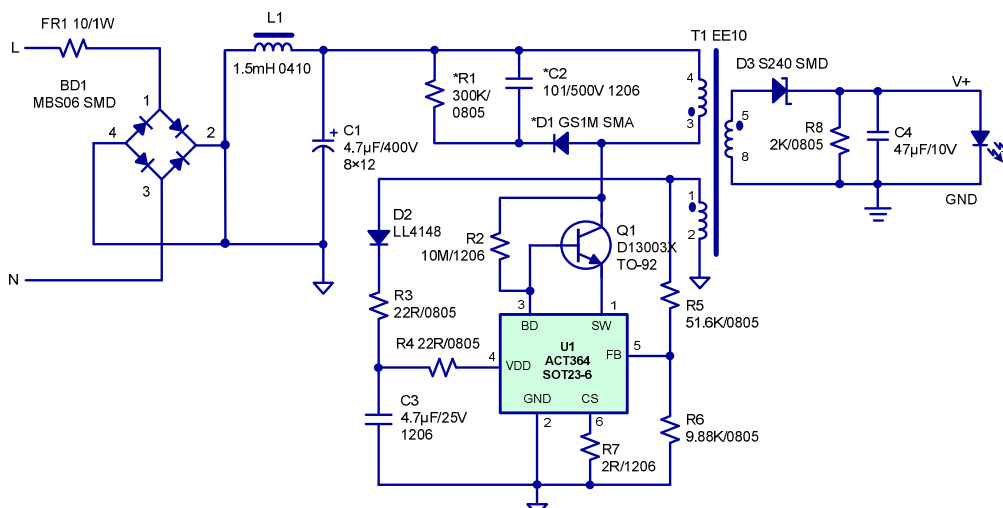 FR1 10/1W
L
L1
1.5mH 0410
T1 EE10
BD1
MBS06 SMD
1
4
2
3
*R1
300K/
0805
*C2
101/500V 1206
*D1 GS1M SMA
C1
4.7µF/400V
8×12
+
4
3
D3 S240 SMD
5
8
R8
2K/0805
C4
47µF/10V
V+
GND
D2
LL4148
R2
10M/1206
Q1
D13003X
TO-92
1
2
N
R3
22R/0805
R4 22R/0805
3
BD
1
SW
U1
ACT364
SOT23-6
4
VDD
FB
5
GND
2
CS
6
R5
51.6K/0805
C3
4.7µF/25V
1206
R7
2R/1206
R6
9.88K/0805